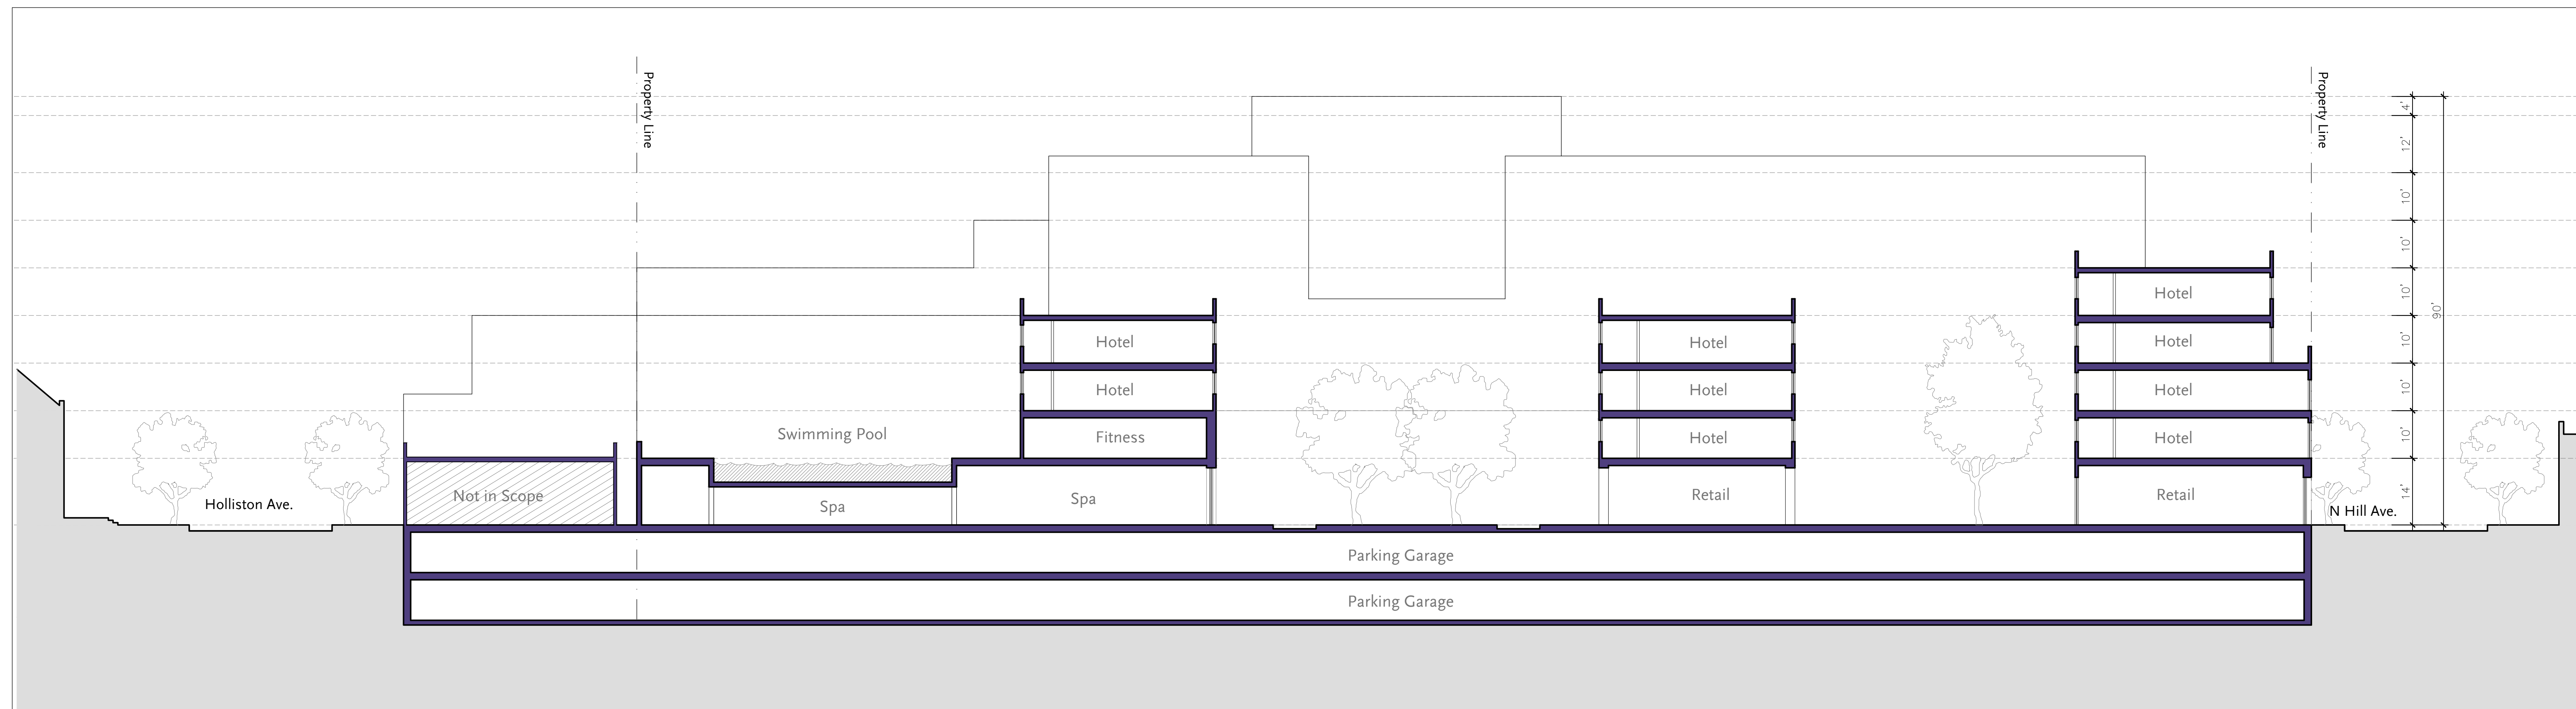 Property Line
Property Line
4'
12'
10'
10'
10'
10'
10'
10'
14'
90'
Hotel
Hotel
Hotel
Hotel
Hotel
Hotel
Hotel
Hotel
Hotel
Swimming Pool
Fitness
Hotel
Hotel
Not in Scope
Spa
Spa
Retail
Retail
Holliston Ave.
N Hill Ave.
Parking Garage
Parking Garage